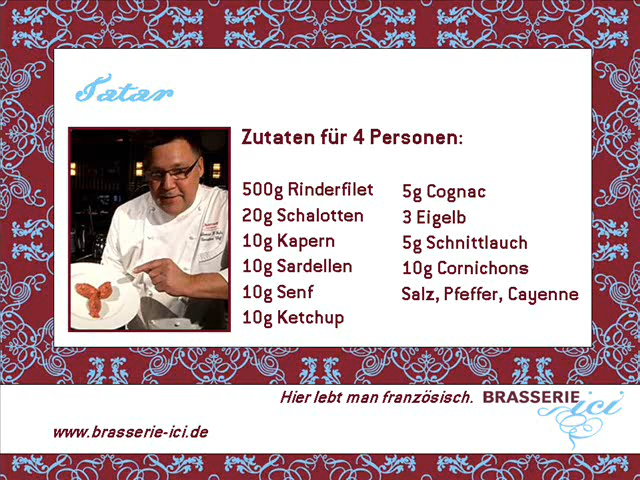 Tatar
Zutaten für 4 Personen:
500g Rinderfilet
20g Schalotten
10g Kapern
10g Sardellen
10g Senf
10g Ketchup
5g Cognac
3 Eigelb
5g Schnittlauch
10g Cornichons
Salz, Pfeffer, Cayenne
Hier lebt man französisch. BRASSERIE ici
www.brasserie-ici.de